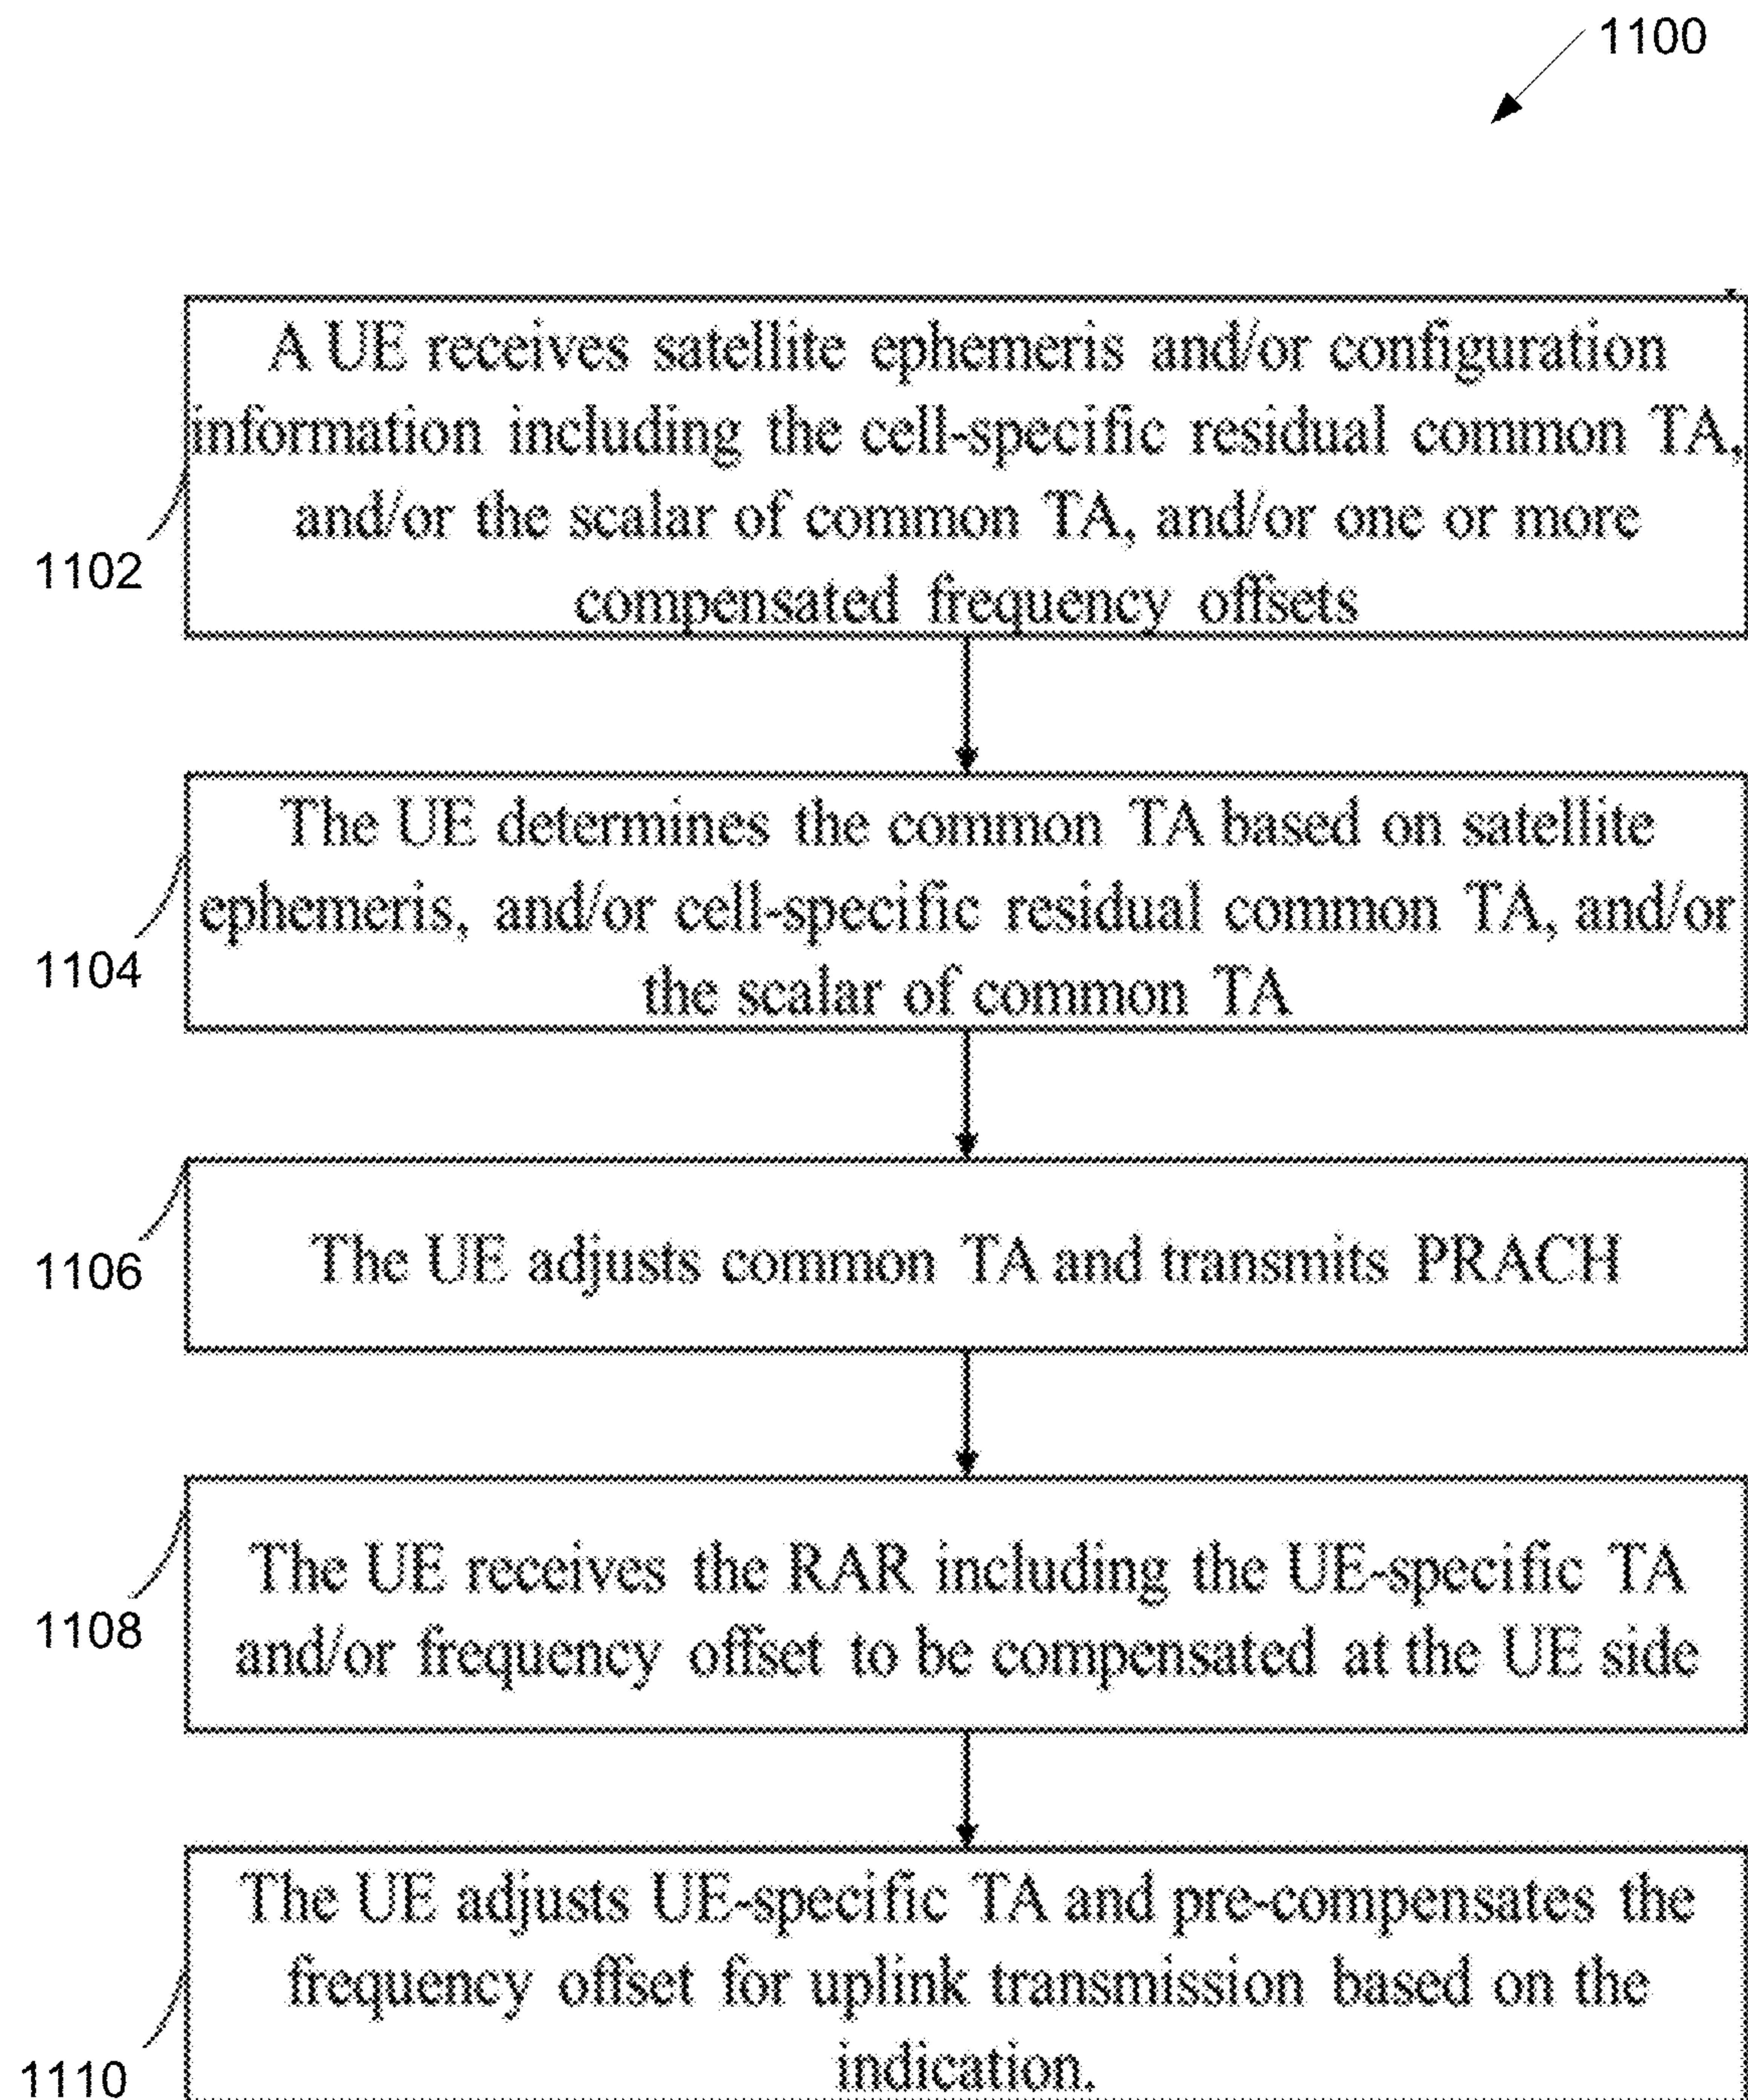 1100
A UE receives satellite ephemeris and/or configuration
information including the cell-specific residual common TA,
and/or the scalar of common TA, and/or one or more
compensated frequency offsets
1102
The UE determines the common TA based on satellite
ephemeris, and/or cell-specific residual common TA, and/or
the scalar of common TA
1104
The UE adjusts common TA and transmits PRACH
1106
The UE receives the RAR including the UE-specific TA
and/or frequency offset to be compensated at the UE side
1108
The UE adjusts UE-specific TA and pre-compensates the
frequency offset for uplink transmission based on the
indication.
1110